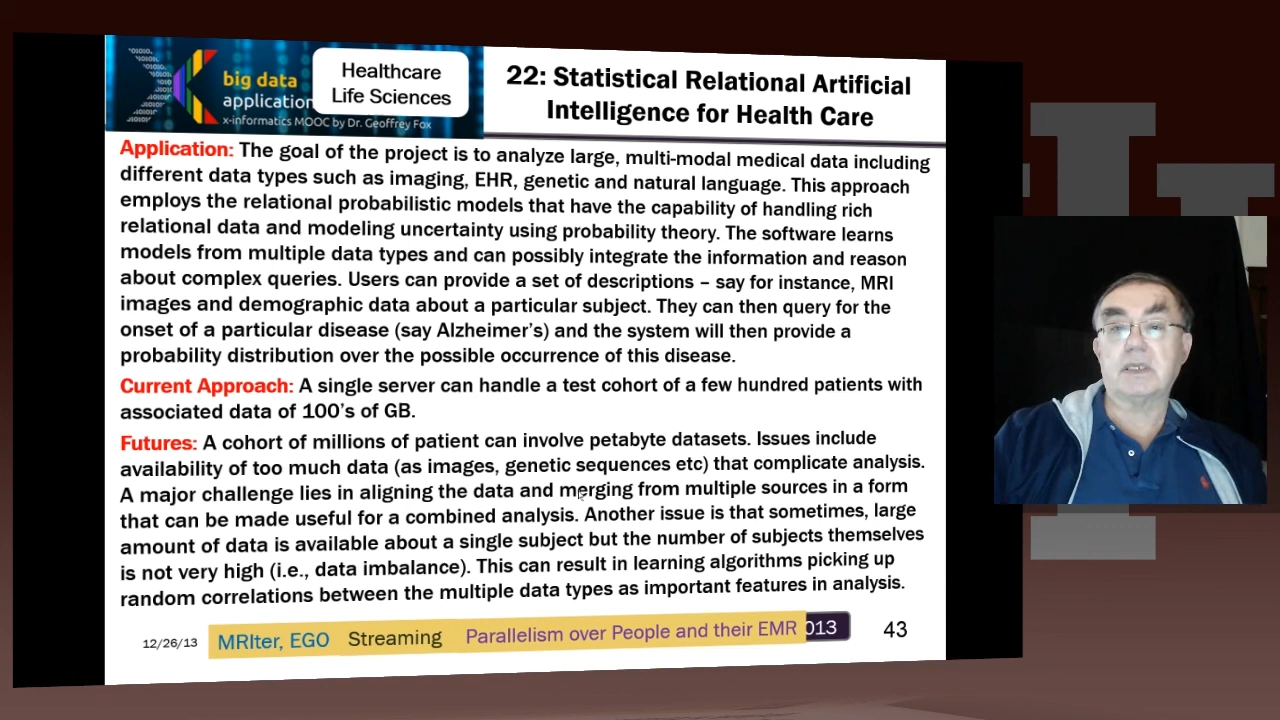 big data
application
x-informatics MOOC by Dr. Geoffrey Fox
Healthcare
Life Sciences
22: Statistical Relational Artificial
Intelligence for Health Care
Application: The goal of the project is to analyze large, multi-modal medical data including
different data types such as imaging, EHR, genetic and natural language. This approach
employs the relational probabilistic models that have the capability of handling rich
relational data and modeling uncertainty using probability theory. The software learns
models from multiple data types and can possibly integrate the information and reason
about complex queries. Users can provide a set of descriptions – say for instance, MRI
images and demographic data about a particular subject. They can then query for the
onset of a particular disease (say Alzheimer's) and the system will then provide a
probability distribution over the possible occurrence of this disease.
Current Approach: A single server can handle a test cohort of a few hundred patients with
associated data of 100's of GB.
Futures: A cohort of millions of patient can involve petabyte datasets. Issues include
availability of too much data (as images, genetic sequences etc) that complicate analysis.
A major challenge lies in aligning the data and merging from multiple sources in a form
that can be made useful for a combined analysis. Another issue is that sometimes, large
amount of data is available about a single subject but the number of subjects themselves
is not very high (i.e., data imbalance). This can result in learning algorithms picking up
random correlations between the multiple data types as important features in analysis.
12/26/13
MRIter, EGO Streaming Parallelism over People and their EMR
013
43